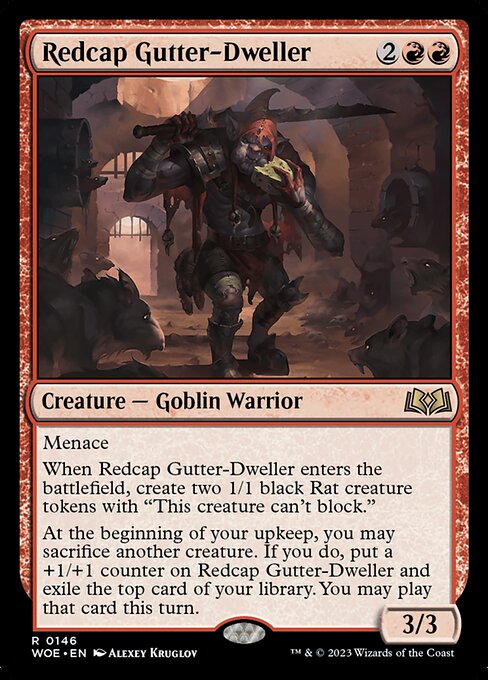 Redcap Gutter-Dweller 2
Creature — Goblin Warrior
Menace
When Redcap Gutter-Dweller enters the
battlefield, create two 1/1 black Rat creature
tokens with “This creature can’t block.”
At the beginning of your upkeep, you may
sacrifice another creature. If you do, put a
+1/+1 counter on Redcap Gutter-Dweller and
exile the top card of your library. You may play
that card this turn.
3/3
R 0146
WOE • EN Alexey Kruglov
™ & © 2023 Wizards of the Coast